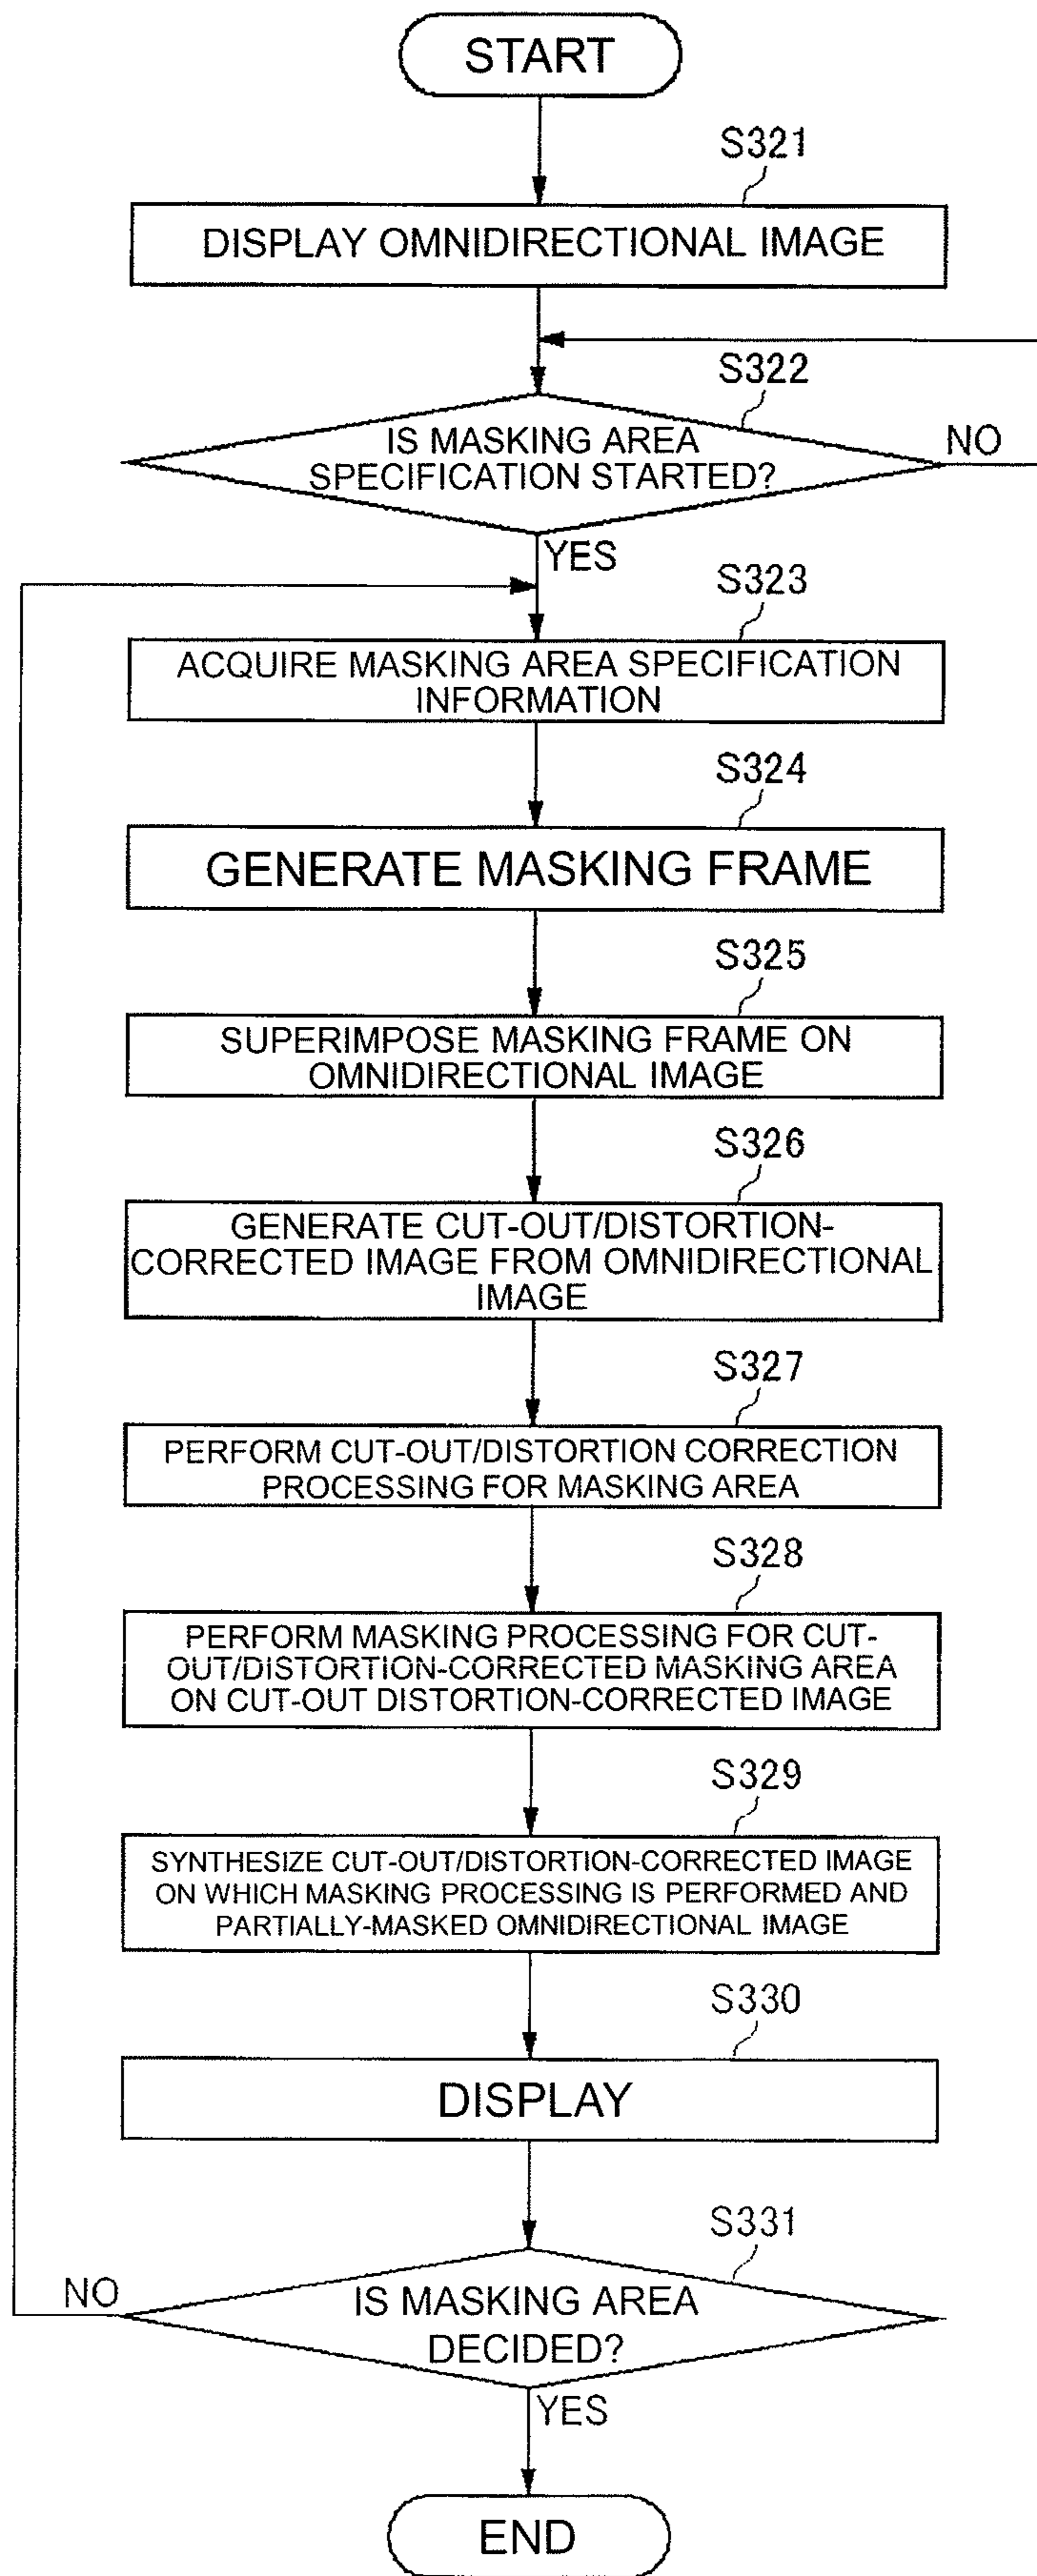 START
S321
DISPLAY OMNIDIRECTIONAL IMAGE
S322
IS MASKING AREA
SPECIFICATION STARTED?
NO
YES
S323
ACQUIRE MASKING AREA SPECIFICATION
INFORMATION
S324
GENERATE MASKING FRAME
S325
SUPERIMPOSE MASKING FRAME ON
OMNIDIRECTIONAL IMAGE
S326
GENERATE CUT-OUT/DISTORTION-
CORRECTED IMAGE FROM OMNIDIRECTIONAL
IMAGE
S327
PERFORM CUT-OUT/DISTORTION CORRECTION
PROCESSING FOR MASKING AREA
S328
PERFORM MASKING PROCESSING FOR CUT-
OUT/DISTORTION-CORRECTED MASKING AREA
ON CUT-OUT DISTORTION-CORRECTED IMAGE
S329
SYNTHESIZE CUT-OUT/DISTORTION-CORRECTED IMAGE
ON WHICH MASKING PROCESSING IS PERFORMED AND
PARTIALLY-MASKED OMNIDIRECTIONAL IMAGE
S330
DISPLAY
S331
NO
IS MASKING AREA
DECIDED?
YES
END